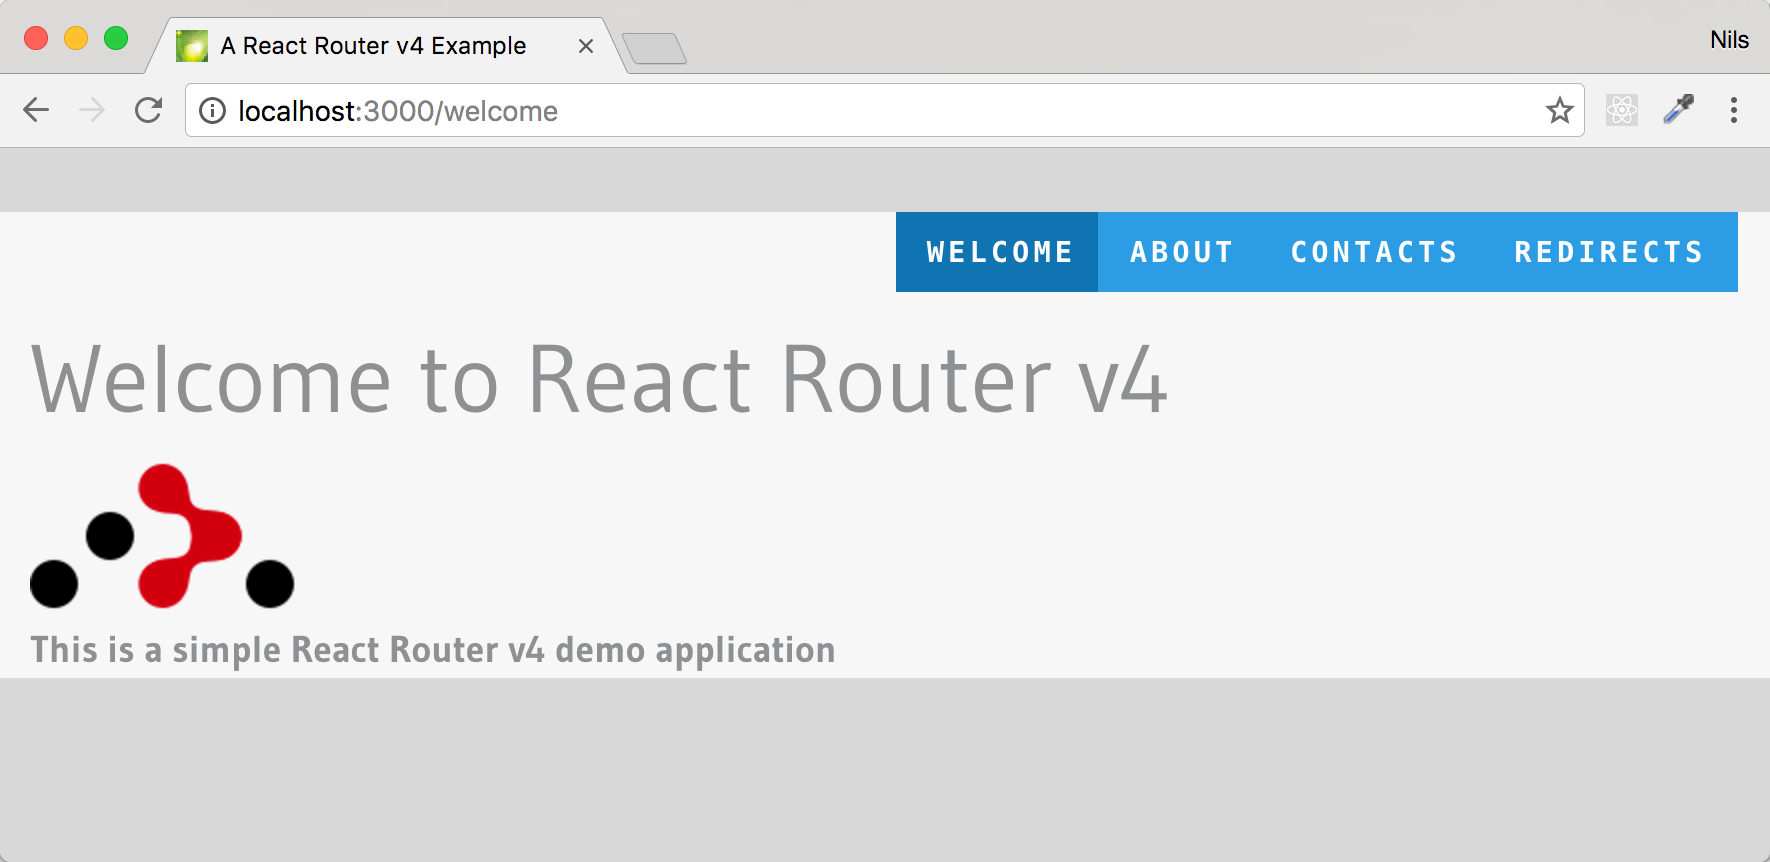 A React Router v4 Example
Nils
localhost:3000/welcome
WELCOME ABOUT CONTACTS REDIRECTS
Welcome to React Router v4
This is a simple React Router v4 demo application